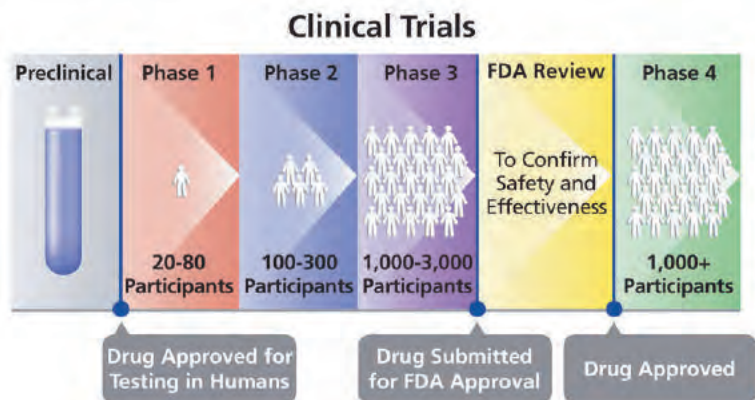 Clinical Trials
Preclinical
Phase 1
Phase 2
Phase 3
FDA Review
Phase 4
To Confirm
Safety and
Effectiveness
20-80
Participants
100-300
Participants
1,000-3,000
Participants
1,000+
Participants
Drug Approved for
Testing in Humans
Drug Submitted
for FDA Approval
Drug Approved